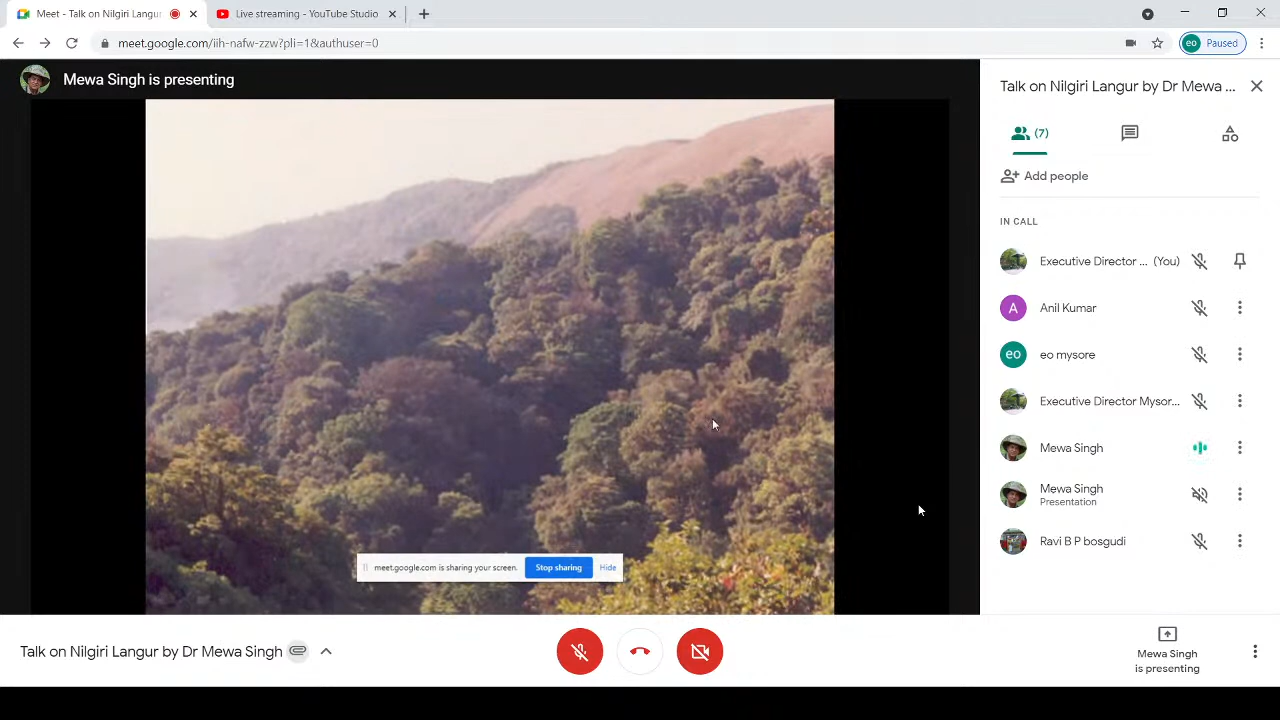 Meet - Talk on Nilgiri Langur
Live streaming - YouTube Studio
meet.google.com/iih-nafw-zzw?pli=1&authuser=0
eo
Paused
Mewa Singh is presenting
Talk on Nilgiri Langur by Dr Mewa ...
(7)
Add people
IN CALL
Executive Director ... (You)
A
Anil Kumar
eo
eo mysore
Executive Director Mysor...
Mewa Singh
Mewa Singh
Presentation
Ravi B P bosgudi
meet.google.com is sharing your screen.
Stop sharing
Hide
Talk on Nilgiri Langur by Dr Mewa Singh
Mewa Singh
is presenting